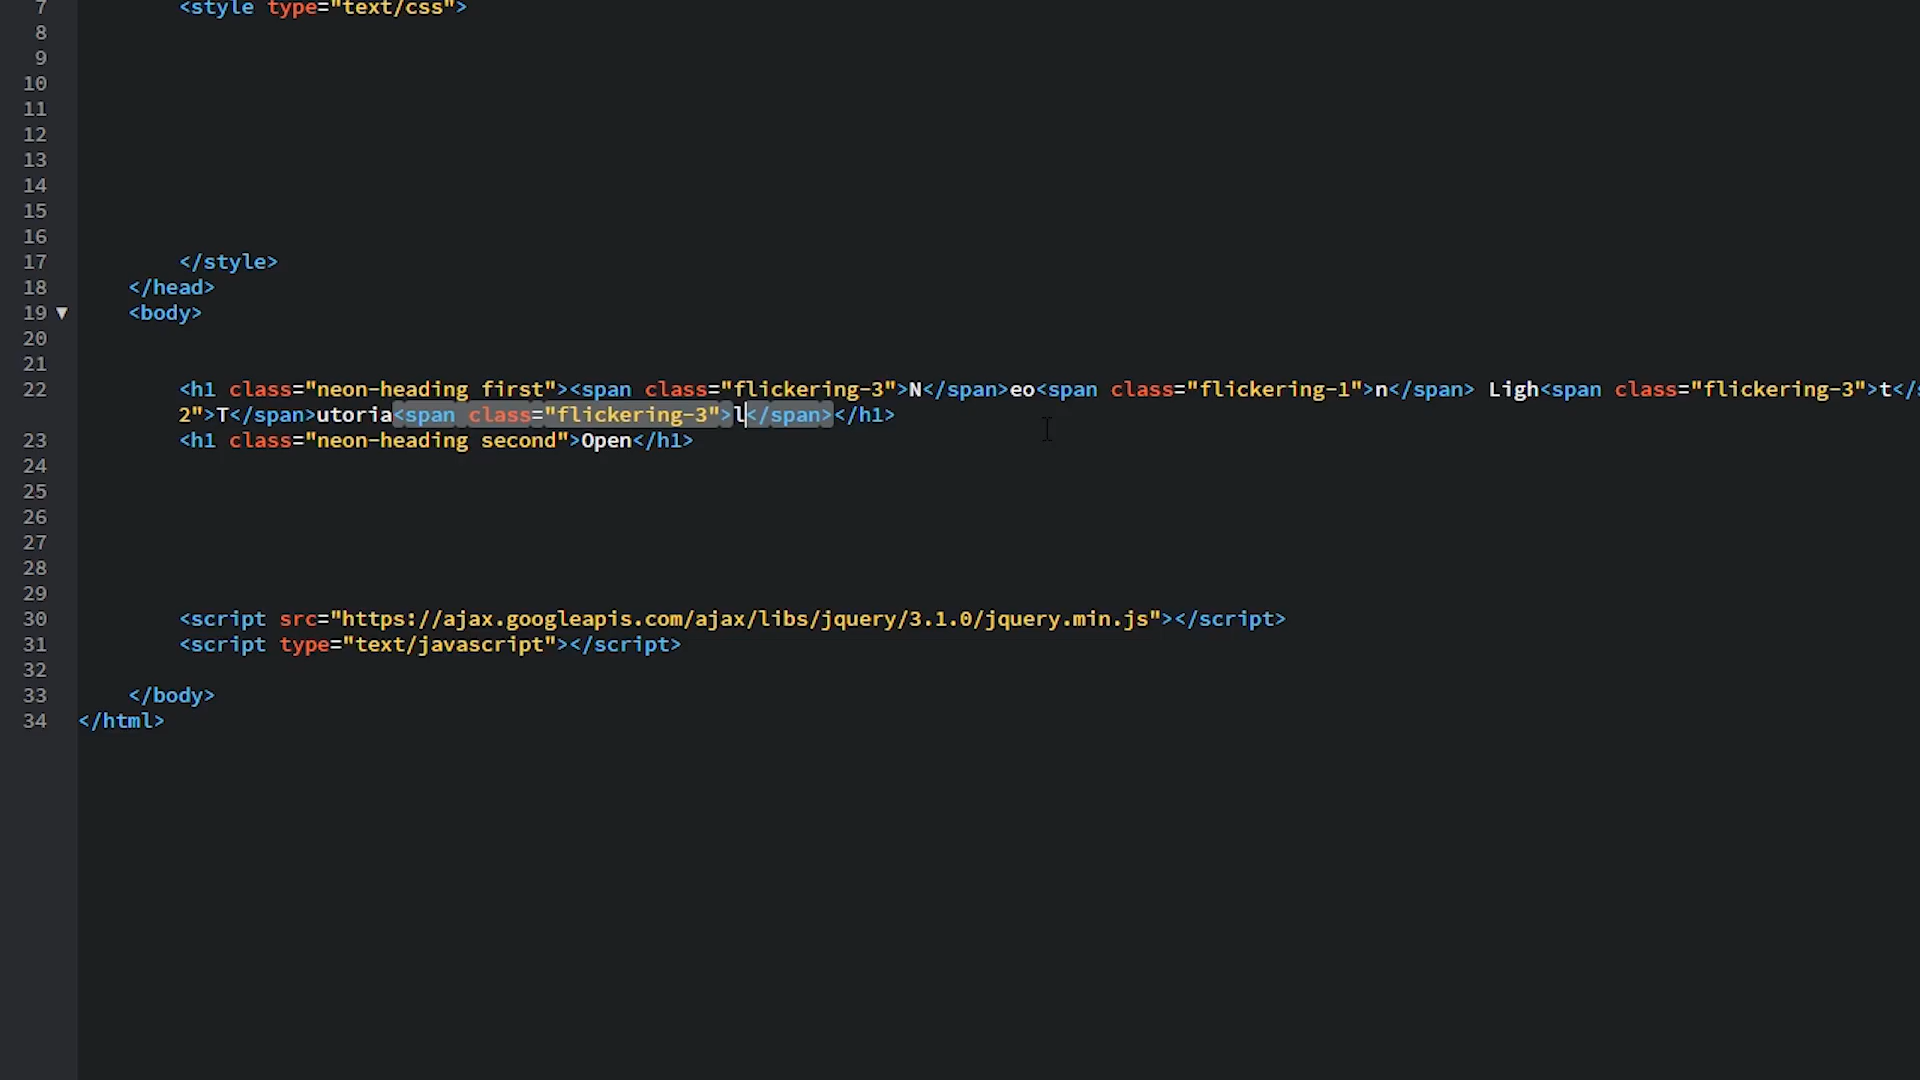 7 <style type="text/css">
8
9
10
11
12
13
14
15
16
17 </style>
18 </head>
19 ▼ <body>
20
21
22 <h1 class="neon-heading first"><span class="flickering-3">N</span>eo<span class="flickering-1">n</span> Ligh<span class="flickering-3">t</s
2">T</span>utoria<span class="flickering-3">l</span></h1>
23 <h1 class="neon-heading second">Open</h1>
24
25
26
27
28
29
30 <script src="https://ajax.googleapis.com/ajax/libs/jquery/3.1.0/jquery.min.js"></script>
31 <script type="text/javascript"></script>
32
33 </body>
34 </html>